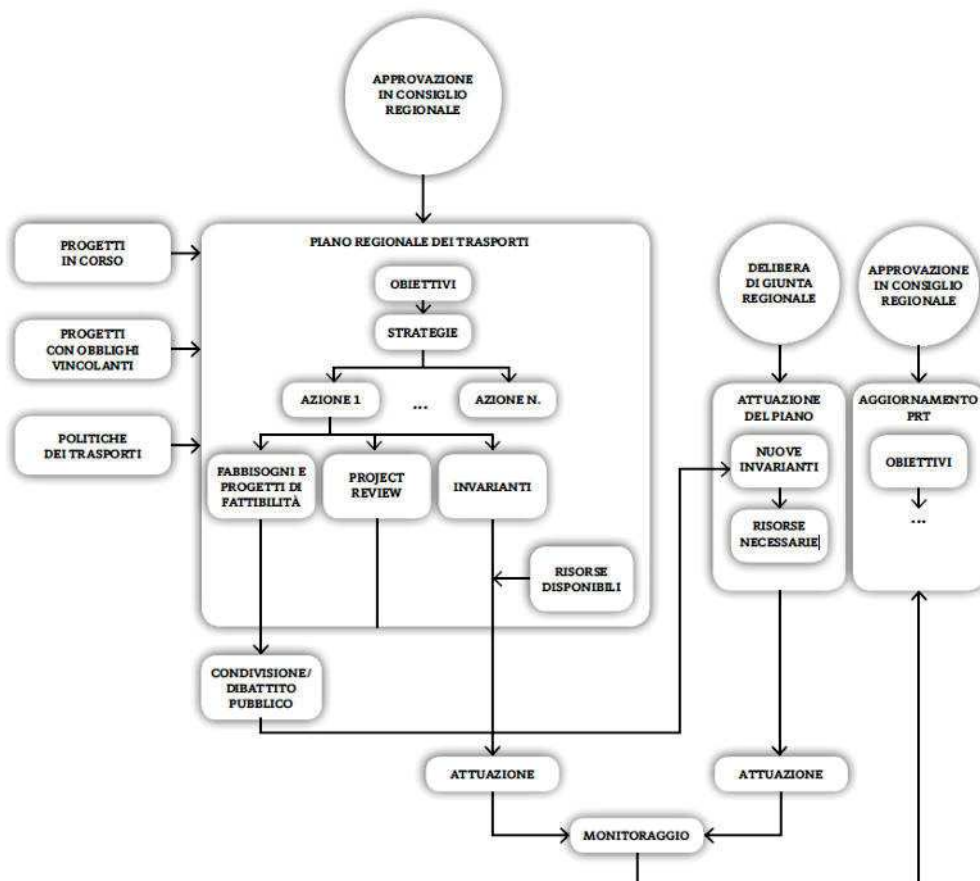 APPROVAZIONE
IN CONSIGLIO
REGIONALE
PROGETTI
IN CORSO
PROGETTI
CON OBBLIGHI
VINCOLANTI
POLITICHE
DEI TRASPORTI
PIANO REGIONALE DEI TRASPORTI
OBIETTIVI
STRATEGIE
AZIONE 1
...
AZIONE N.
FABBISOGNI E
PROGETTI DI
FATTIBILITÀ
PROJECT
REVIEW
INVARIANTI
RISORSE
DISPONIBILI
CONDIVISIONE/
DIBATTITO
PUBBLICO
ATTUAZIONE
DELIBERA
DI GIUNTA
REGIONALE
ATTUAZIONE
DEL PIANO
NUOVE
INVARIANTI
RISORSE
NECESSARIE
ATTUAZIONE
MONITORAGGIO
APPROVAZIONE
IN CONSIGLIO
REGIONALE
AGGIORNAMENTO
PRT
OBIETTIVI
...